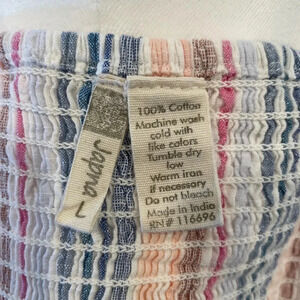 Japna
L
100% Cotton
Machine wash
cold with
like colors
Tumble dry
low
Warm iron
if necessary
Do not bleach
Made in India
RN# 116696